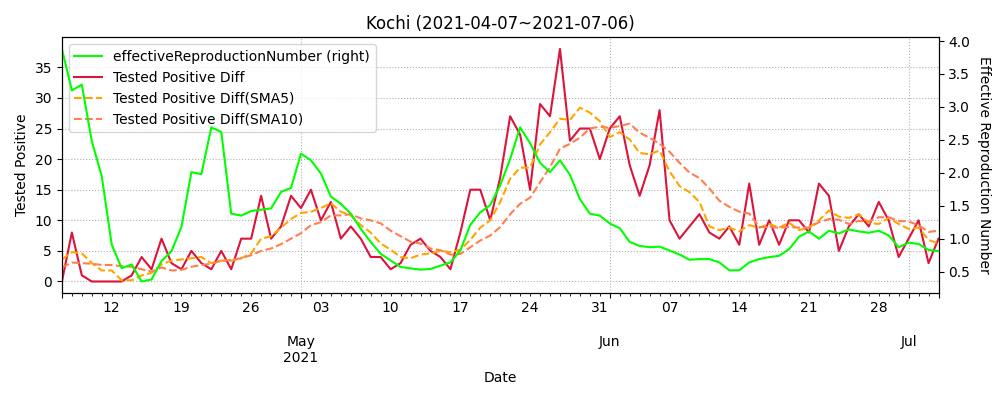 Kochi (2021-04-07~2021-07-06)
effectiveReproductionNumber (right)
Tested Positive Diff
Tested Positive Diff(SMA5)
Tested Positive Diff(SMA10)
Tested Positive
35
30
25
20
15
10
5
0
4.0
3.5
3.0
2.5
2.0
1.5
1.0
0.5
Effective Reproduction Number
12 19 26 03 10 17 24 31 07 14 21 28
May Jun Jul
2021
Date